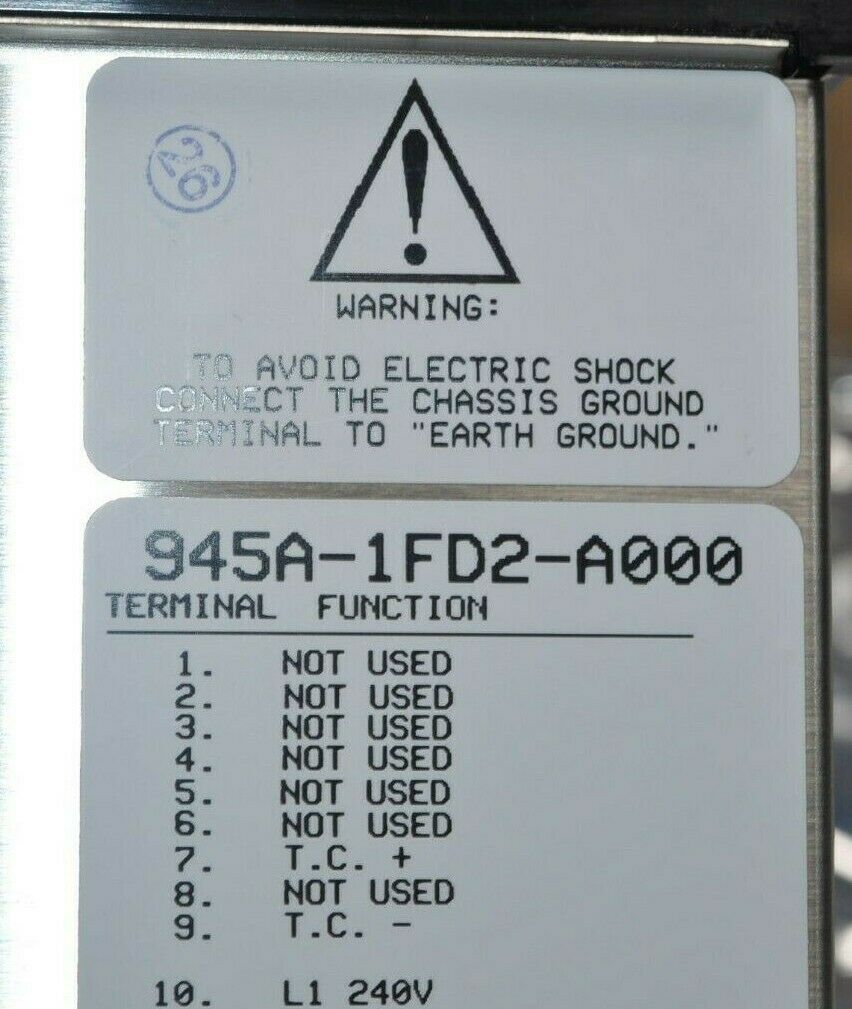 26
WARNING:
TO AVOID ELECTRIC SHOCK
CONNECT THE CHASSIS GROUND
TERMINAL TO "EARTH GROUND."
945A-1FD2-A000
TERMINAL FUNCTION
1. NOT USED
2. NOT USED
3. NOT USED
4. NOT USED
5. NOT USED
6. NOT USED
7. T.C. +
8. NOT USED
9. T.C. -
10. L1 240V